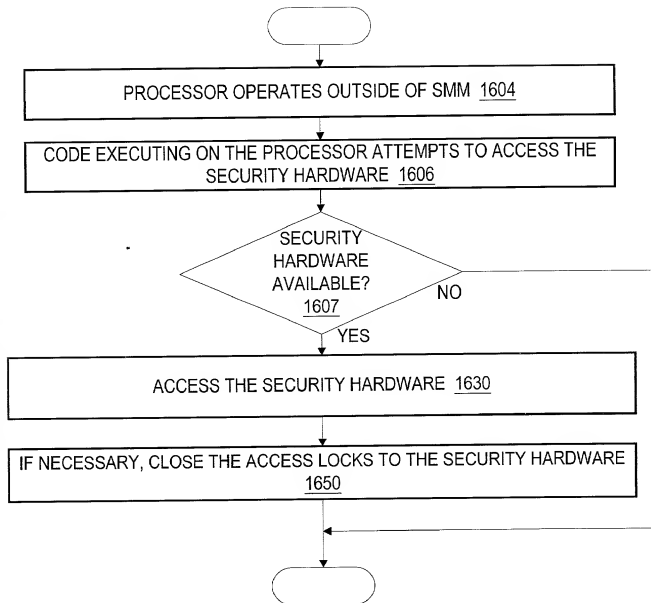 PROCESSOR OPERATES OUTSIDE OF SMM 1604
CODE EXECUTING ON THE PROCESSOR ATTEMPTS TO ACCESS THE
SECURITY HARDWARE 1606
SECURITY
HARDWARE
AVAILABLE?
1607
NO
YES
ACCESS THE SECURITY HARDWARE 1630
IF NECESSARY, CLOSE THE ACCESS LOCKS TO THE SECURITY HARDWARE
1650